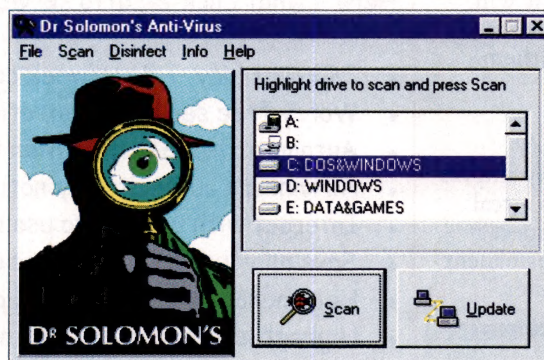 Dr Solomon's Anti-Virus
File Scan Disinfect Info Help
Highlight drive to scan and press Scan
A:
B:
C: DOS&WINDOWS
D: WINDOWS
E: DATA&GAMES
Scan
Update
DR SOLOMON'S